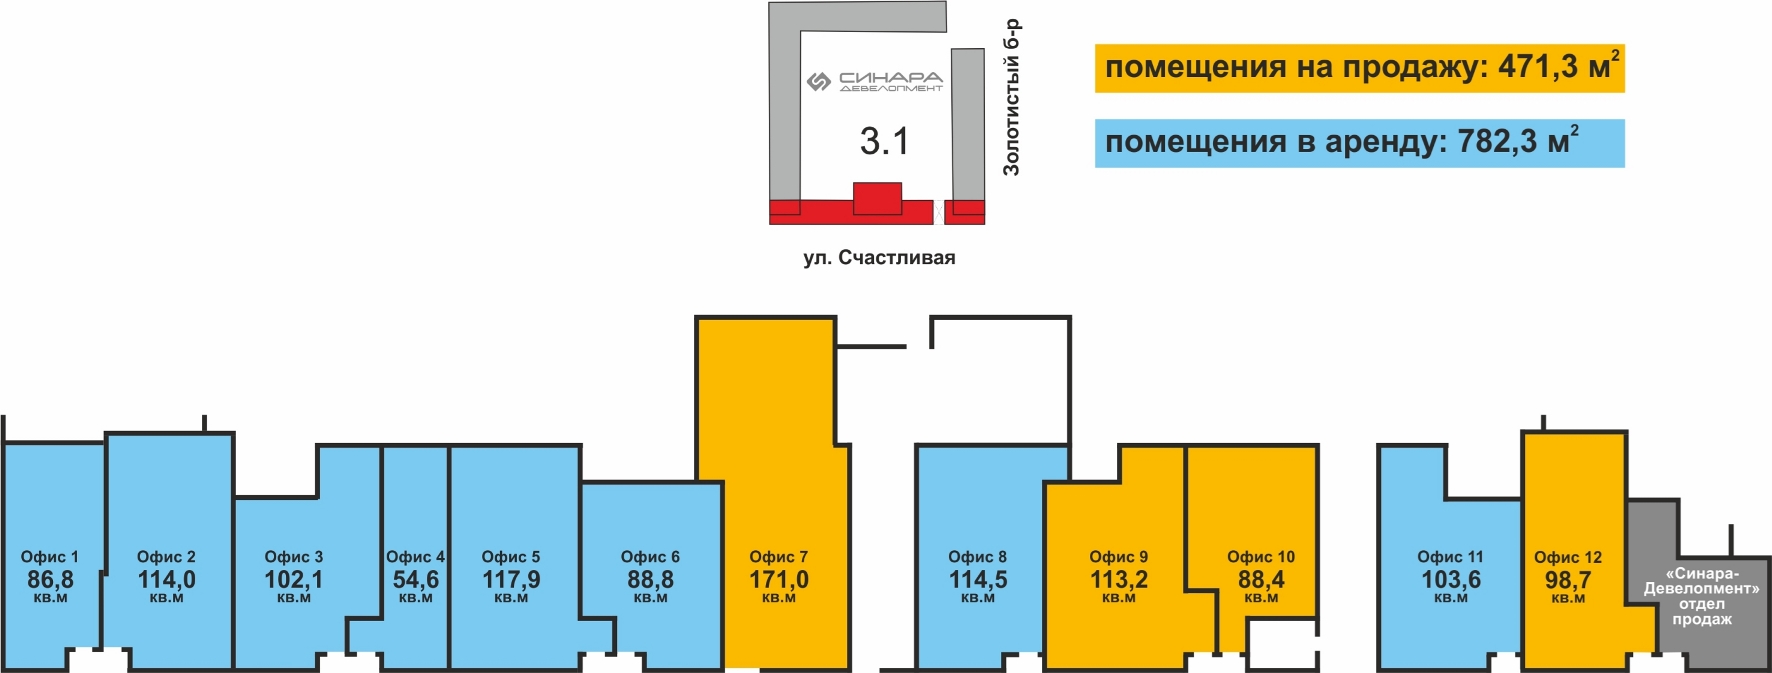 СИНАРА
ДЕВЕЛОПМЕНТ
3.1
Золотистый б-р
ул. Счастливая
помещения на продажу: 471,3 м²
помещения в аренду: 782,3 м²
Офис 1
86,8
кв.м
Офис 2
114,0
кв.м
Офис 3
102,1
кв.м
Офис 4
54,6
кв.м
Офис 5
117,9
кв.м
Офис 6
88,8
кв.м
Офис 7
171,0
кв.м
Офис 8
114,5
кв.м
Офис 9
113,2
кв.м
Офис 10
88,4
кв.м
Офис 11
103,6
кв.м
Офис 12
98,7
кв.м
«Синара-
Девелопмент»
отдел
продаж